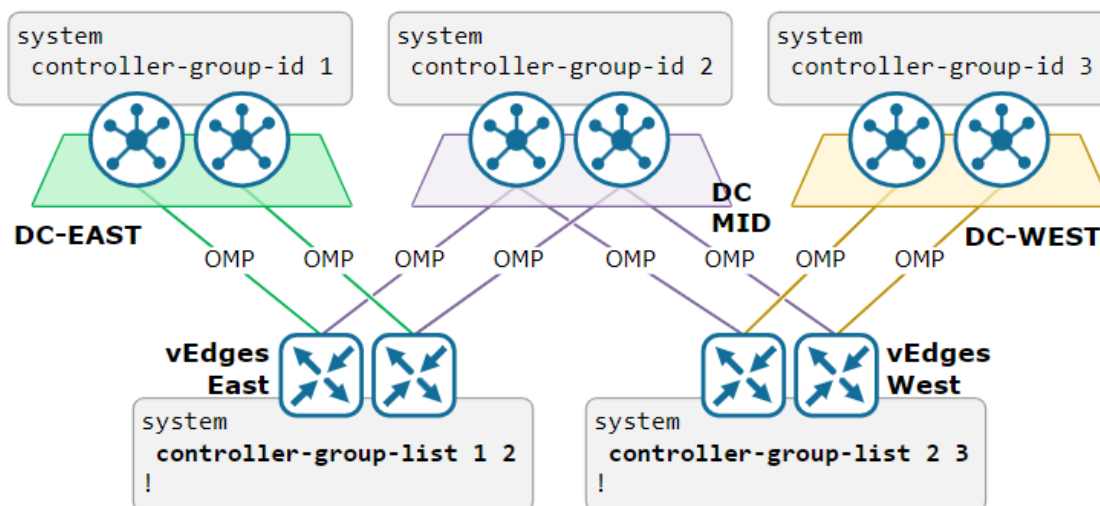 system
controller-group-id 1
system
controller-group-id 2
system
controller-group-id 3
DC-EAST
DC
MID
DC-WEST
OMP
OMP
OMP
OMP
OMP
OMP
OMP
OMP
vEdges
East
vEdges
West
system
controller-group-list 1 2
!
system
controller-group-list 2 3
!